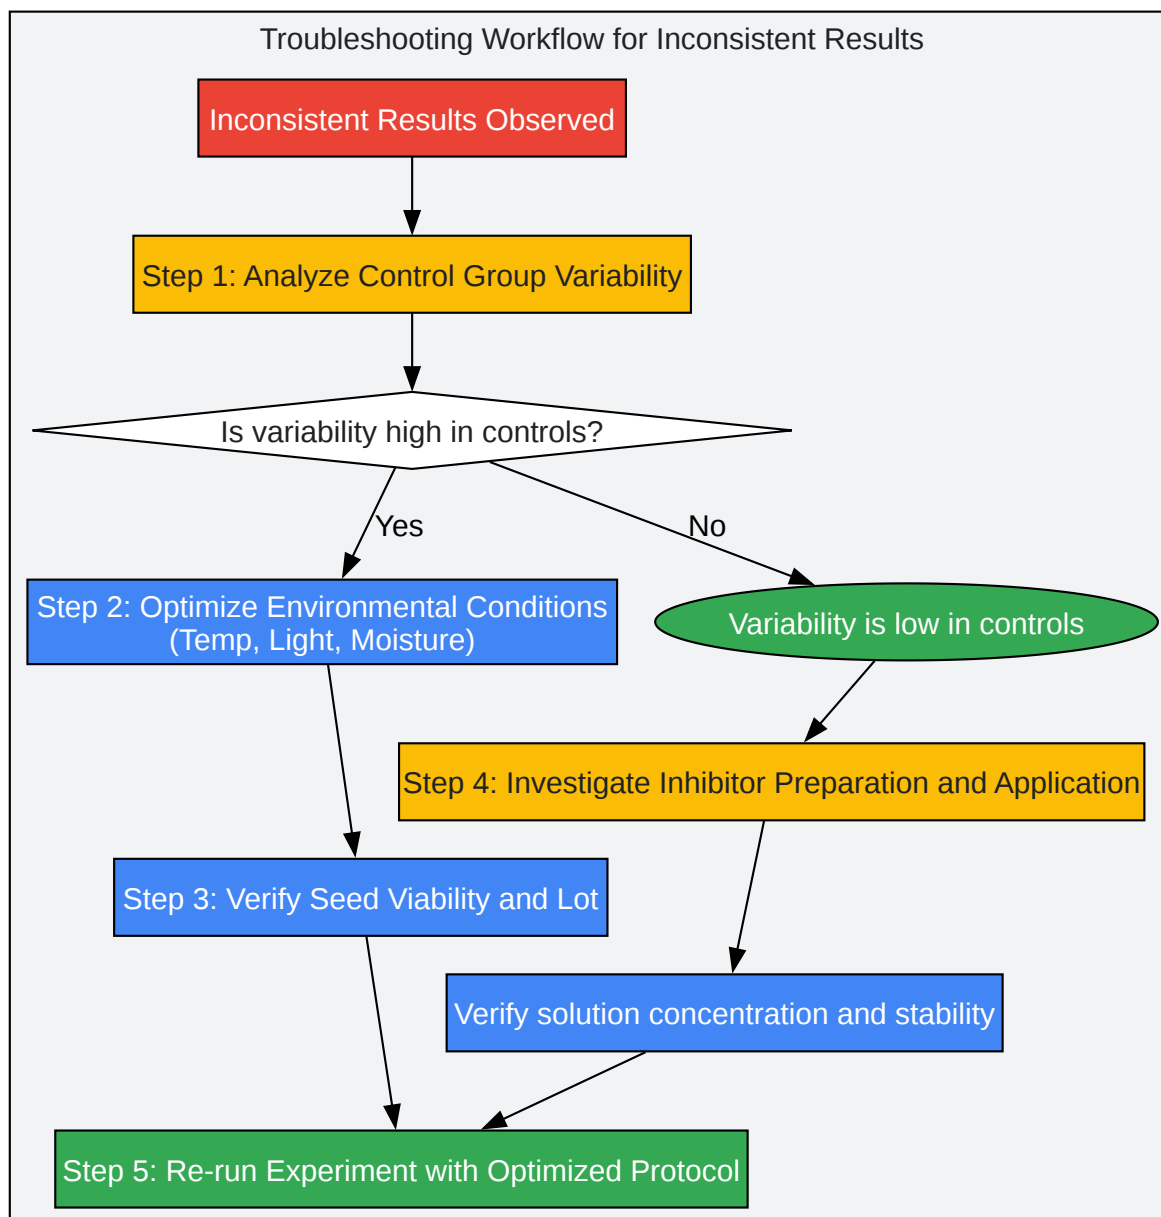 Troubleshooting Workflow for Inconsistent Results
Inconsistent Results Observed
Step 1: Analyze Control Group Variability
Is variability high in controls?
Yes
No
Step 2: Optimize Environmental Conditions
(Temp, Light, Moisture)
Variability is low in controls
Step 4: Investigate Inhibitor Preparation and Application
Step 3: Verify Seed Viability and Lot
Verify solution concentration and stability
Step 5: Re-run Experiment with Optimized Protocol